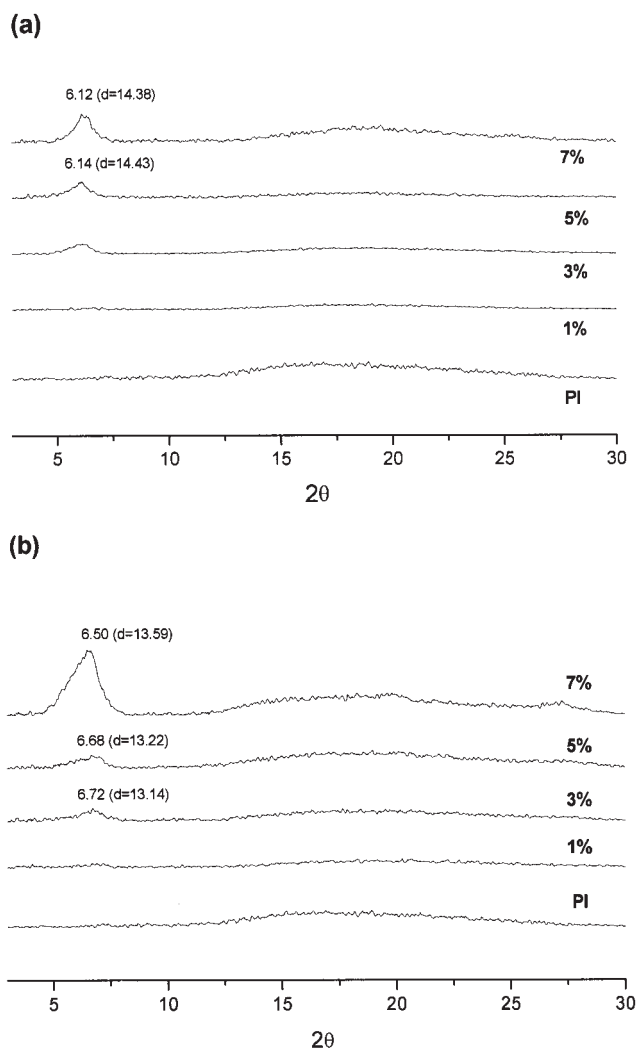 (a)
6.12 (d=14.38)
7%
6.14 (d=14.43)
5%
3%
1%
PI
5 10 15 20 25 30
2θ
(b)
6.50 (d=13.59)
7%
6.68 (d=13.22)
5%
6.72 (d=13.14)
3%
1%
PI
5 10 15 20 25 30
2θ